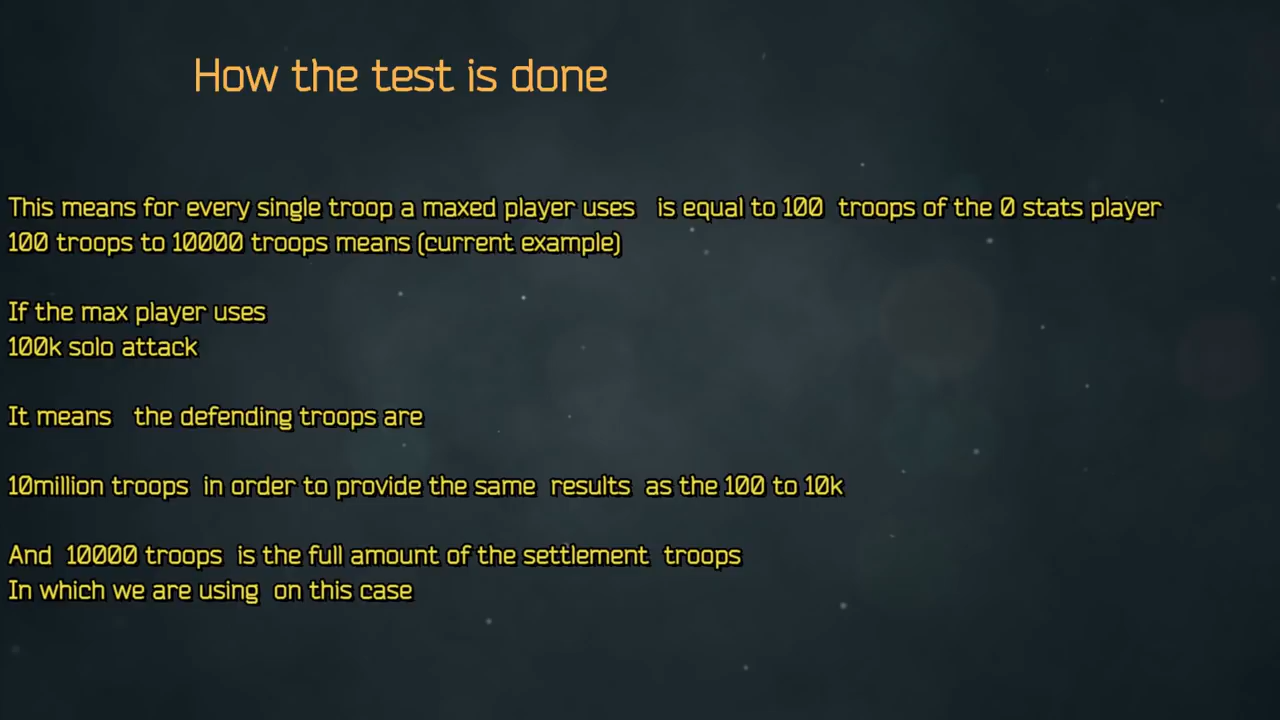 How the test is done
This means for every single troop a maxed player uses is equal to 100 troops of the 0 stats player
100 troops to 10000 troops means (current example)
If the max player uses
100k solo attack
It means the defending troops are
10million troops in order to provide the same results as the 100 to 10k
And 10000 troops is the full amount of the settlement troops
In which we are using on this case